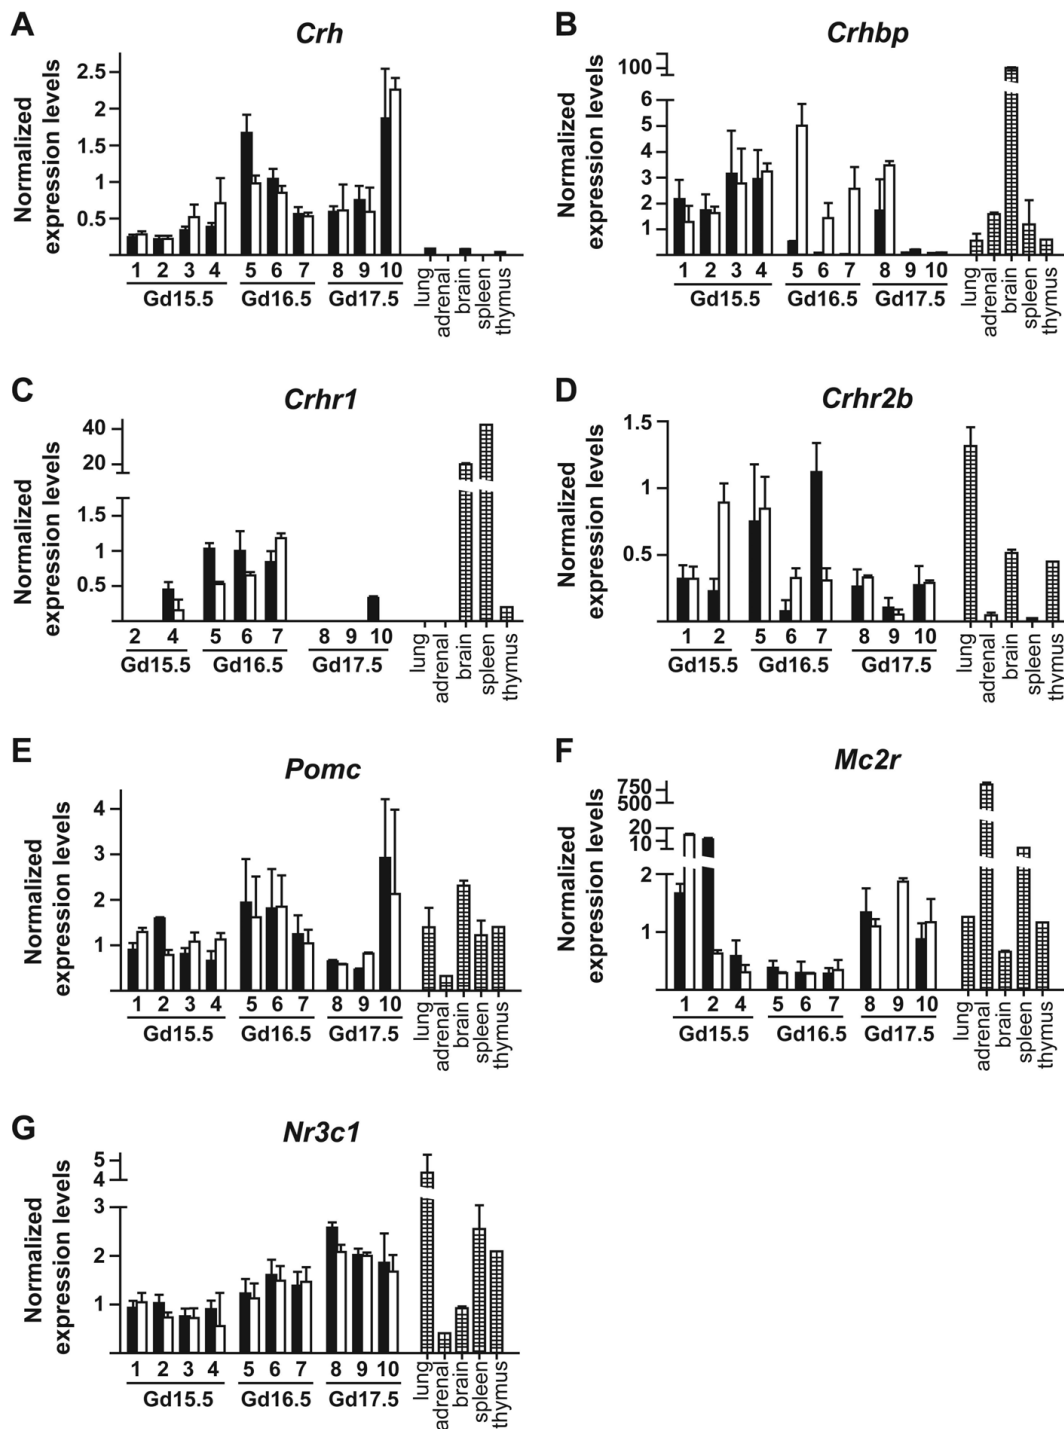 A
Crh
Normalized
expression levels
2.5
2
1.5
1
0.5
1 2 3 4 5 6 7 8 9 10
Gd15.5 Gd16.5 Gd17.5
lung
adrenal
brain
spleen
thymus
B
Crhbp
Normalized
expression levels
100
6
5
4
3
2
1
1 2 3 4 5 6 7 8 9 10
Gd15.5 Gd16.5 Gd17.5
lung
adrenal
brain
spleen
thymus
C
Crhr1
Normalized
expression levels
40
20
1.5
1
0.5
2 4 5 6 7 8 9 10
Gd15.5 Gd16.5 Gd17.5
lung
adrenal
brain
spleen
thymus
D
Crhr2b
Normalized
expression levels
1.5
1
0.5
1 2 5 6 7 8 9 10
Gd15.5 Gd16.5 Gd17.5
lung
adrenal
brain
spleen
thymus
E
Pomc
Normalized
expression levels
4
3
2
1
1 2 3 4 5 6 7 8 9 10
Gd15.5 Gd16.5 Gd17.5
lung
adrenal
brain
spleen
thymus
F
Mc2r
Normalized
expression levels
750
500
20
10
2
1
1 2 4 5 6 7 8 9 10
Gd15.5 Gd16.5 Gd17.5
lung
adrenal
brain
spleen
thymus
G
Nr3c1
Normalized
expression levels
5
4
3
2
1
1 2 3 4 5 6 7 8 9 10
Gd15.5 Gd16.5 Gd17.5
lung
adrenal
brain
spleen
thymus